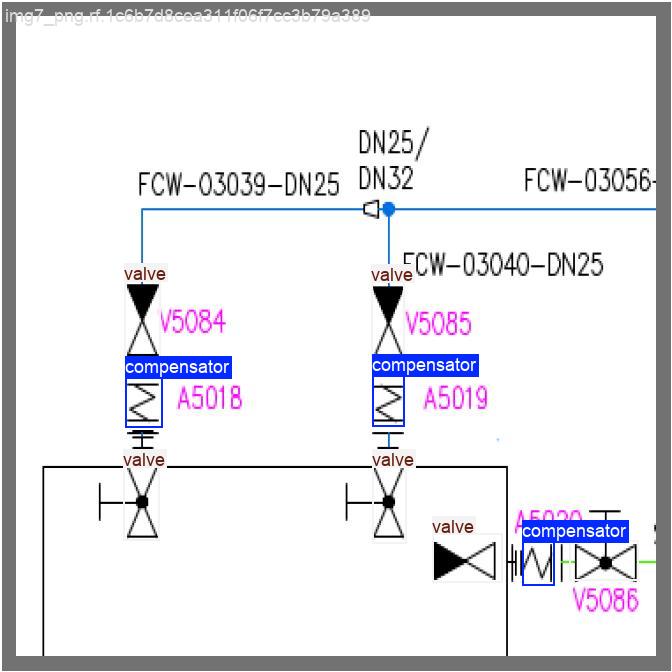 img7_png.rf.1c6b7d8cea311f06f7cc3b79a389
DN25/
DN32
FCW-03039-DN25
FCW-03056-
FCW-03040-DN25
valve
valve
V5084
V5085
compensator
compensator
A5018
A5019
valve
valve
valve
A5020
compensator
V5086